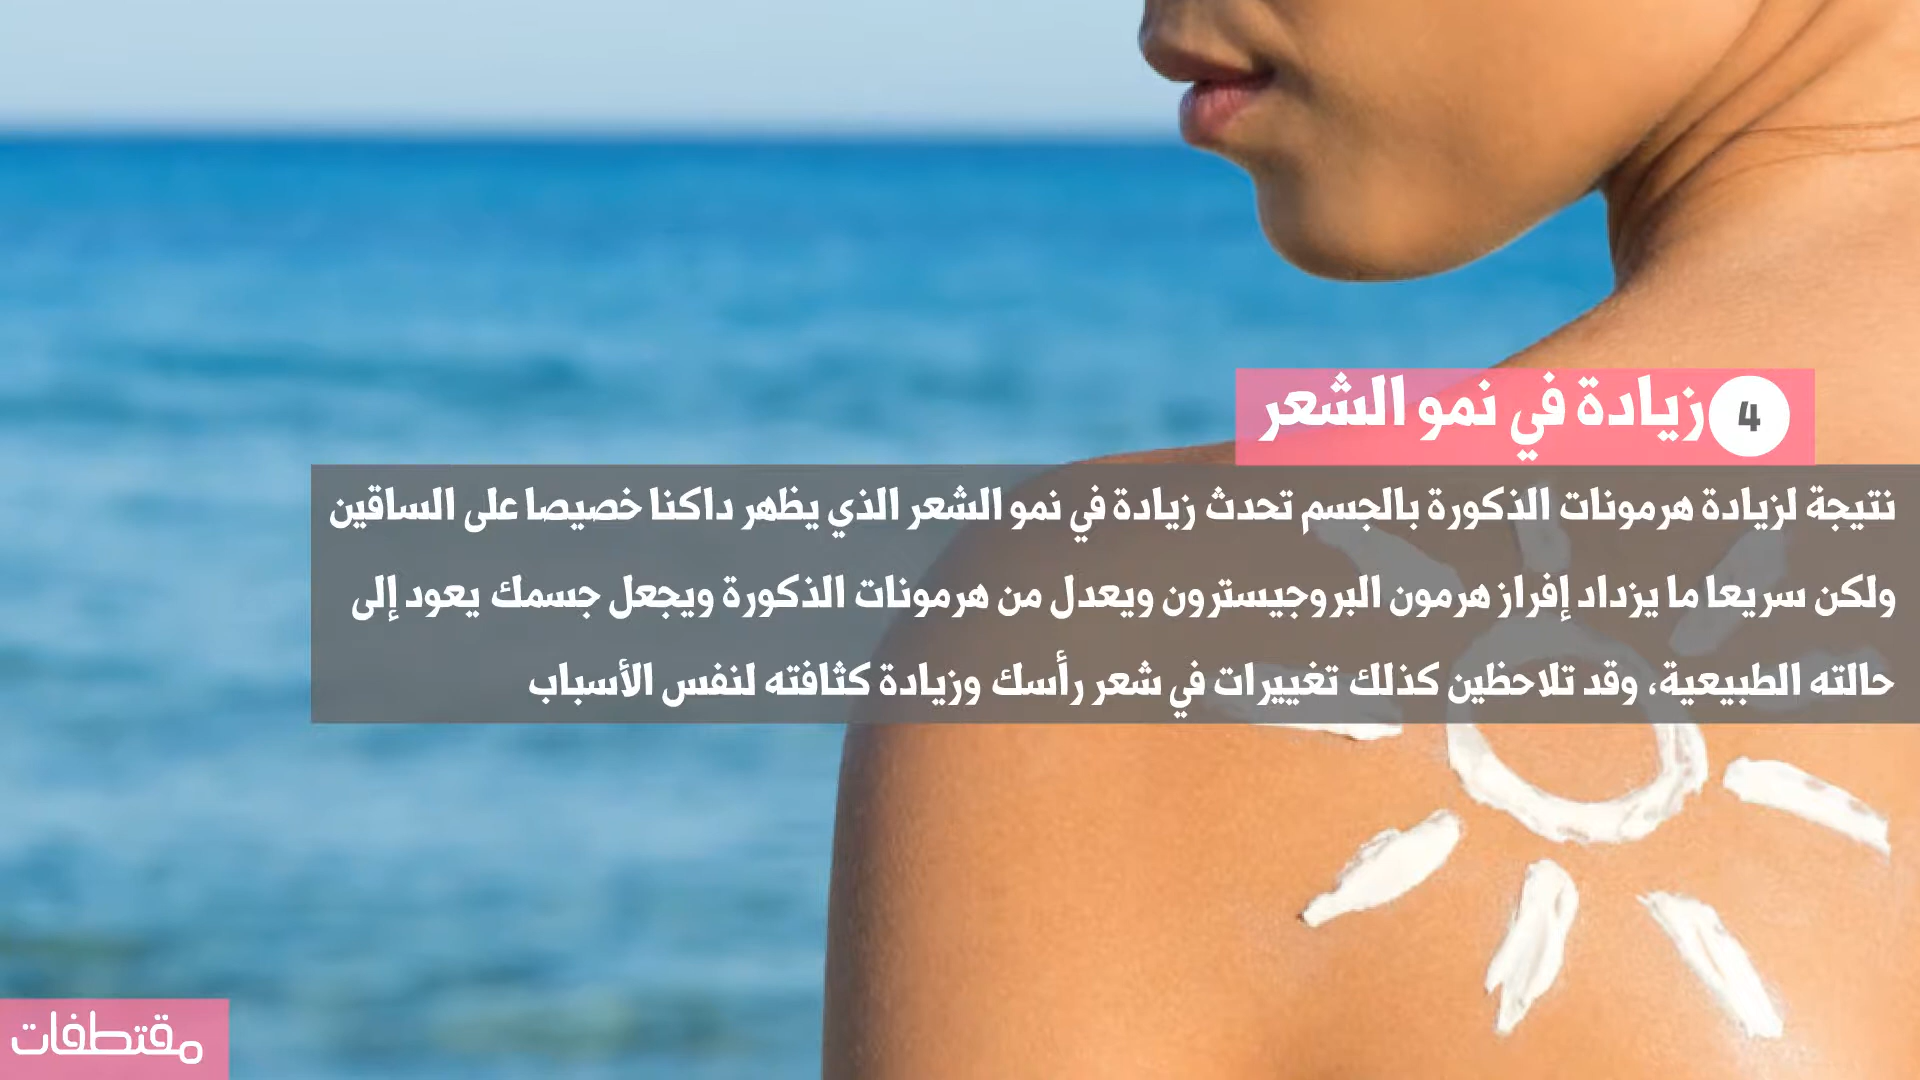 4 زيادة في نمو الشعر
نتيجة لزيادة هرمونات الذكورة بالجسم تحدث زيادة في نمو الشعر الذي يظهر داكنا خصيصا على الساقين
ولكن سريعا ما يزداد إفراز هرمون البروجيسترون ويعدل من هرمونات الذكورة ويجعل جسمك يعود إلى
حالته الطبيعية، وقد تلاحظين كذلك تغييرات في شعر رأسك وزيادة كثافته لنفس الأسباب
مقتطفات